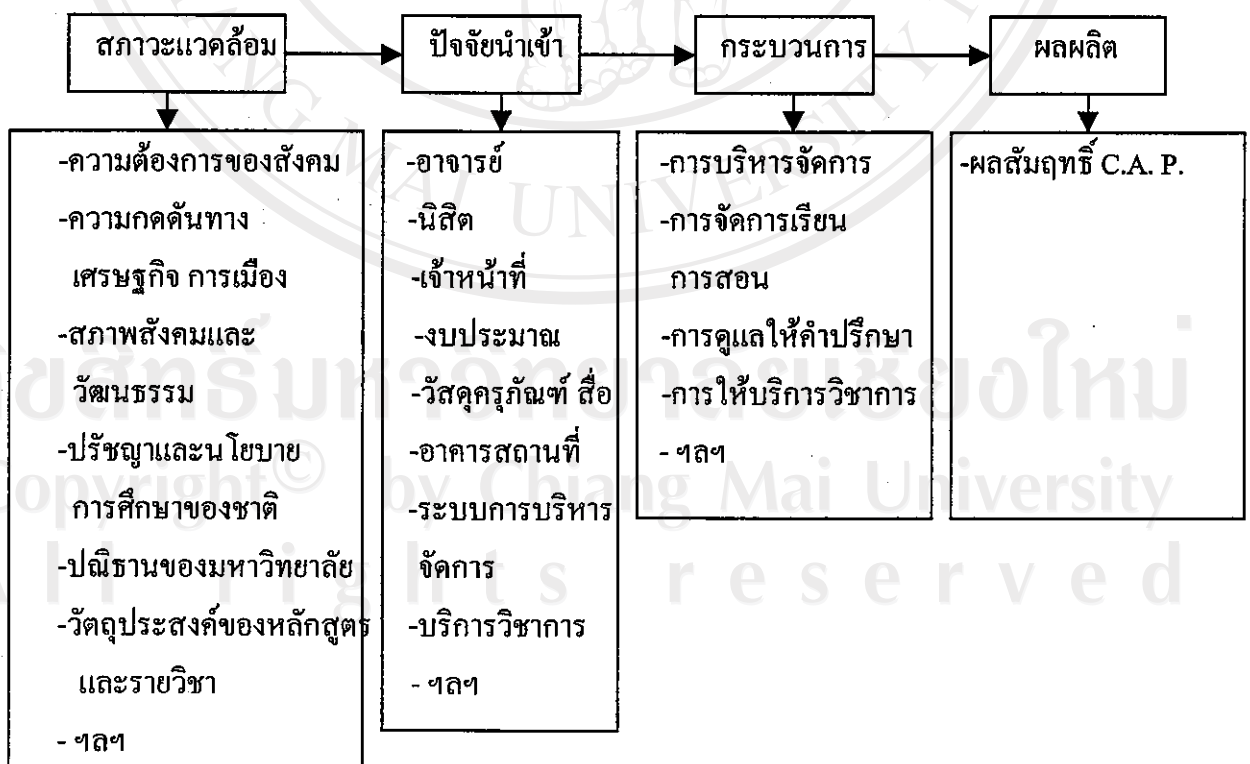 สภาวะแวดล้อม
ปัจจัยนำเข้า
กระบวนการ
ผลผลิต
-ความต้องการของสังคม
-ความกดดันทาง
เศรษฐกิจ การเมือง
-สภาพสังคมและ
วัฒนธรรม
-ปรัชญาและนโยบาย
การศึกษาของชาติ
-ปณิธานของมหาวิทยาลัย
-วัตถุประสงค์ของหลักสูตร
และรายวิชา
- ฯลฯ
-อาจารย์
-นิสิต
-เจ้าหน้าที่
-งบประมาณ
-วัสดุครุภัณฑ์ สื่อ
-อาคารสถานที่
-ระบบการบริหาร
จัดการ
-บริการวิชาการ
- ฯลฯ
-การบริหารจัดการ
-การจัดการเรียน
การสอน
-การดูแลให้คำปรึกษา
-การให้บริการวิชาการ
- ฯลฯ
-ผลสัมฤทธิ์ C.A. P.
ANG MAI UNIVERSITY
ขสิทธิ์มหาวิทยาลัยเชียงใหม่
opyright© by Chiang Mai University
All rights reserved